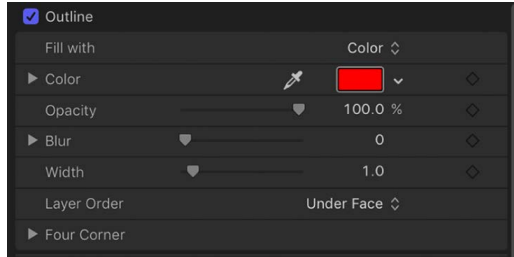 Outline
Fill with Color
Color
Opacity 100.0 %
Blur 0
Width 1.0
Layer Order Under Face
Four Corner